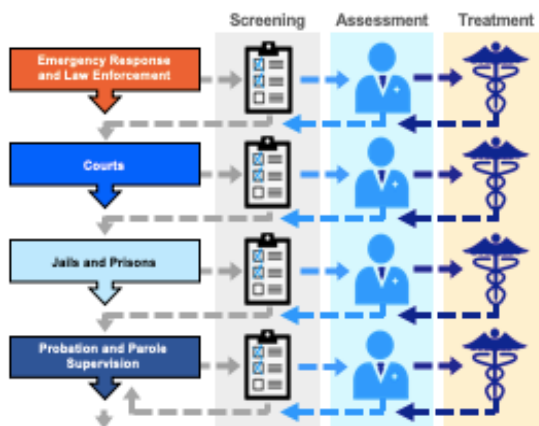 Screening Assessment Treatment
Emergency Response
and Law Enforcement
Courts
Jails and Prisons
Probation and Parole
Supervision